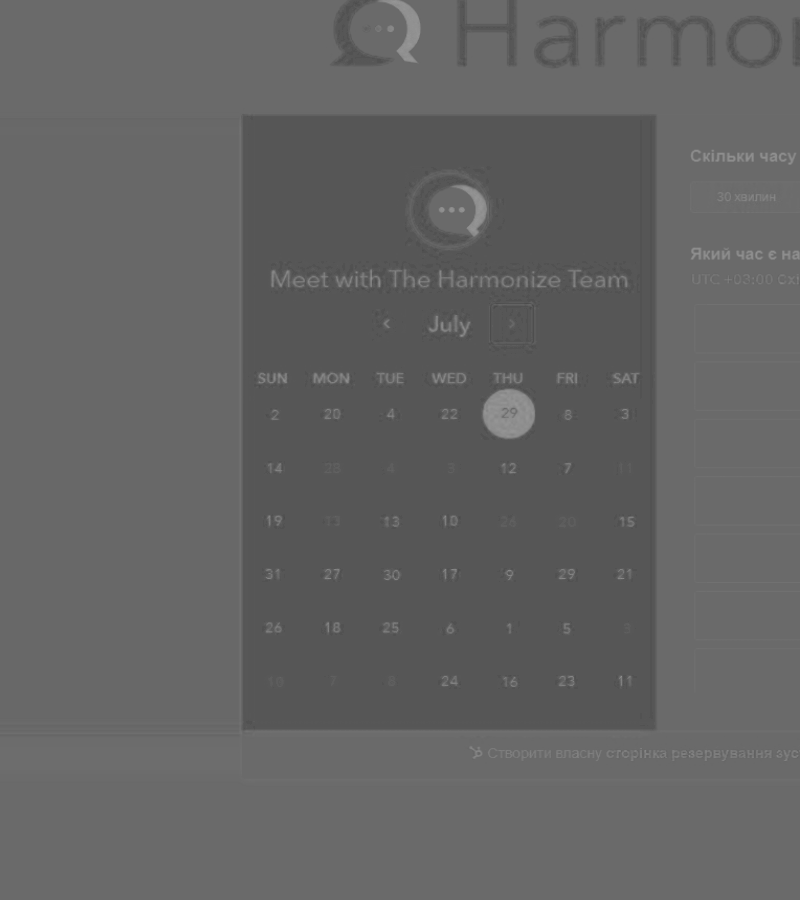 Harmo
Meet with The Harmonize Team
July
SUN MON TUE WED THU FRI SAT
2 20 4 22 29 8 3
14 23 4 3 12 7 11
19 13 13 10 26 20 15
31 27 30 17 9 29 21
26 18 25 6 1 5 3
10 7 8 24 16 23 11
Скільки часу
30 хвилин
Який час є на
UTC +03:00 Схі
Створити власну сторінка резервування зус